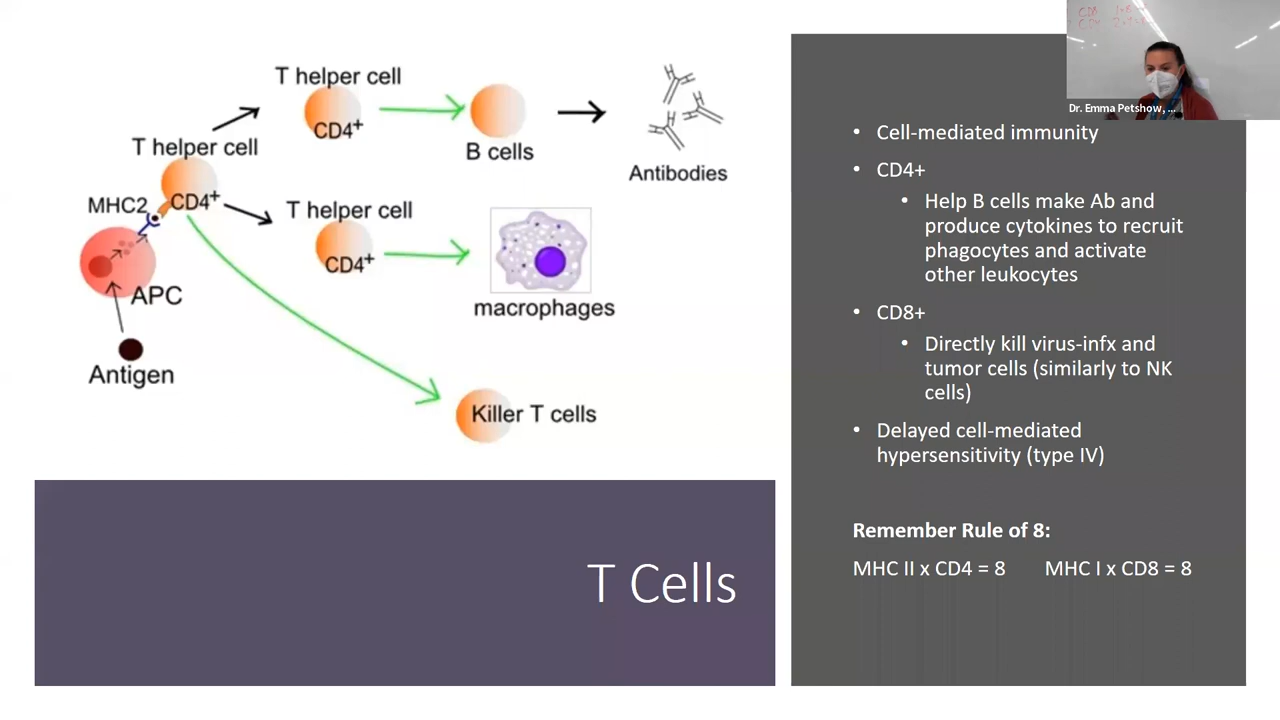 T helper cell
CD4+
B cells
Antibodies
T helper cell
CD4+
MHC2
T helper cell
CD4+
macrophages
APC
Antigen
Killer T cells
T Cells
CD8 1x8
Dr. Emma Petshow, ...
• Cell-mediated immunity
• CD4+
• Help B cells make Ab and
produce cytokines to recruit
phagocytes and activate
other leukocytes
• CD8+
• Directly kill virus-infx and
tumor cells (similarly to NK
cells)
• Delayed cell-mediated
hypersensitivity (type IV)
Remember Rule of 8:
MHC II x CD4 = 8 MHC I x CD8 = 8